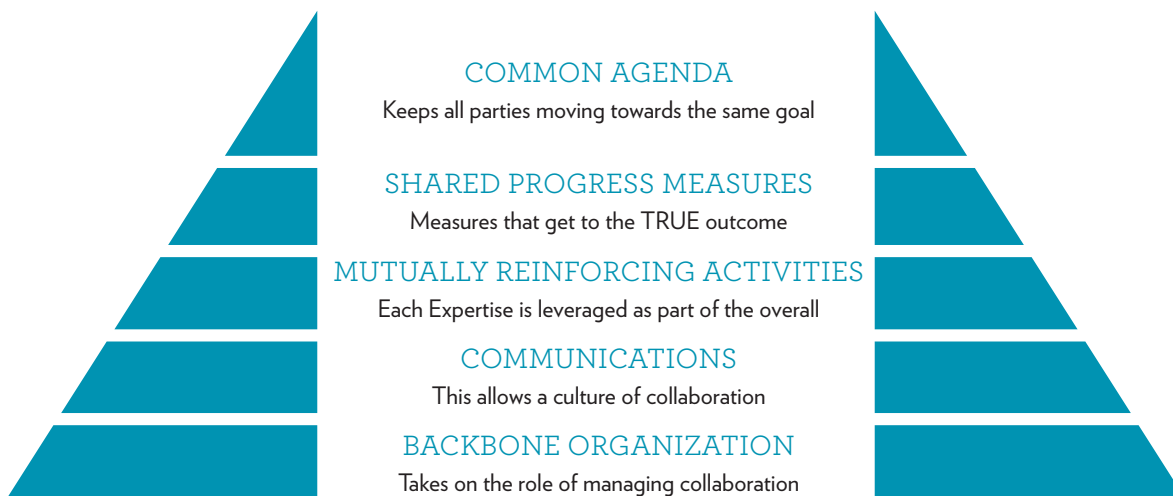 COMMON AGENDA
Keeps all parties moving towards the same goal
SHARED PROGRESS MEASURES
Measures that get to the TRUE outcome
MUTUALLY REINFORCING ACTIVITIES
Each Expertise is leveraged as part of the overall
COMMUNICATIONS
This allows a culture of collaboration
BACKBONE ORGANIZATION
Takes on the role of managing collaboration